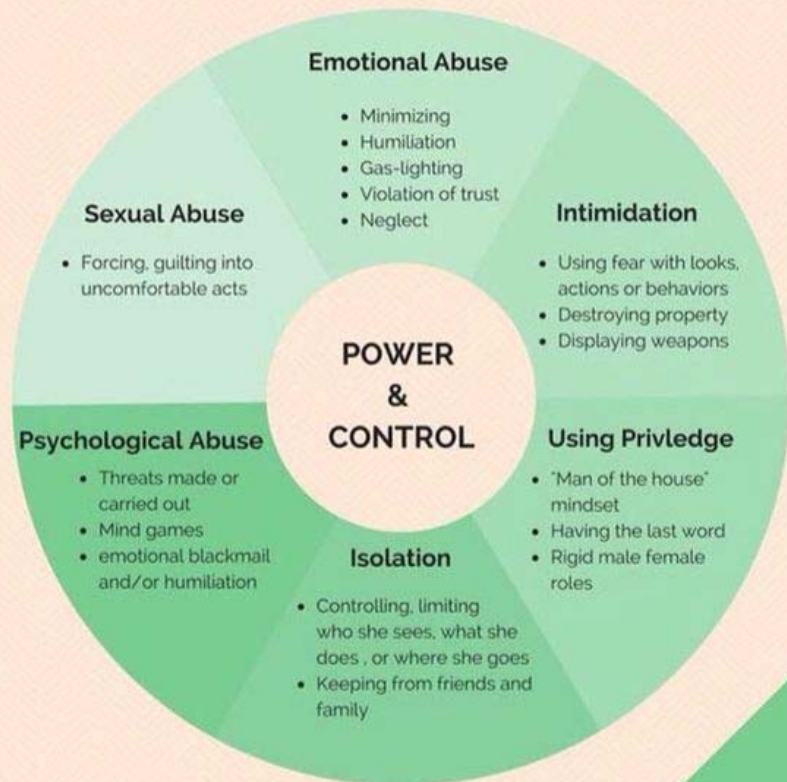 Emotional Abuse
• Minimizing
• Humiliation
• Gas-lighting
• Violation of trust
• Neglect
Intimidation
• Using fear with looks,
actions or behaviors
• Destroying property
• Displaying weapons
Using Privledge
• "Man of the house"
mindset
• Having the last word
• Rigid male female
roles
Isolation
• Controlling, limiting
who she sees, what she
does , or where she goes
• Keeping from friends and
family
Psychological Abuse
• Threats made or
carried out
• Mind games
• emotional blackmail
and/or humiliation
Sexual Abuse
• Forcing, guilting into
uncomfortable acts
POWER
&
CONTROL